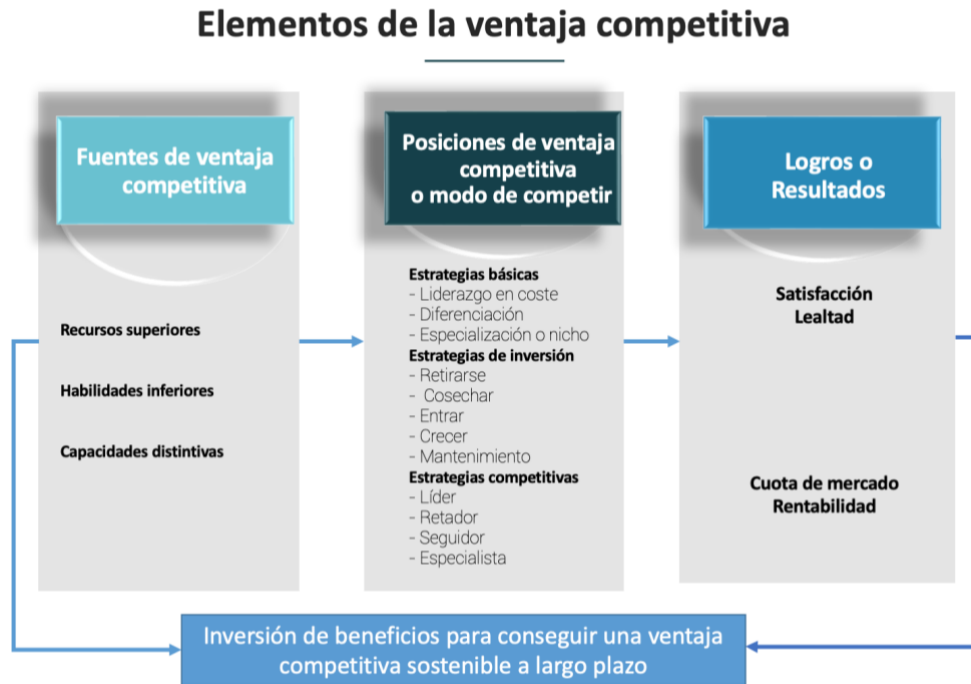 Elementos de la ventaja competitiva
Fuentes de ventaja
competitiva
Recursos superiores
Habilidades inferiores
Capacidades distintivas
Posiciones de ventaja
competitiva
o modo de competir
Estrategias básicas
- Liderazgo en coste
- Diferenciación
- Especialización o nicho
Estrategias de inversión
- Retirarse
- Cosechar
- Entrar
- Crecer
- Mantenimiento
Estrategias competitivas
- Líder
- Retador
- Seguidor
- Especialista
Logros o
Resultados
Satisfacción
Lealtad
Cuota de mercado
Rentabilidad
Inversión de beneficios para conseguir una ventaja
competitiva sostenible a largo plazo